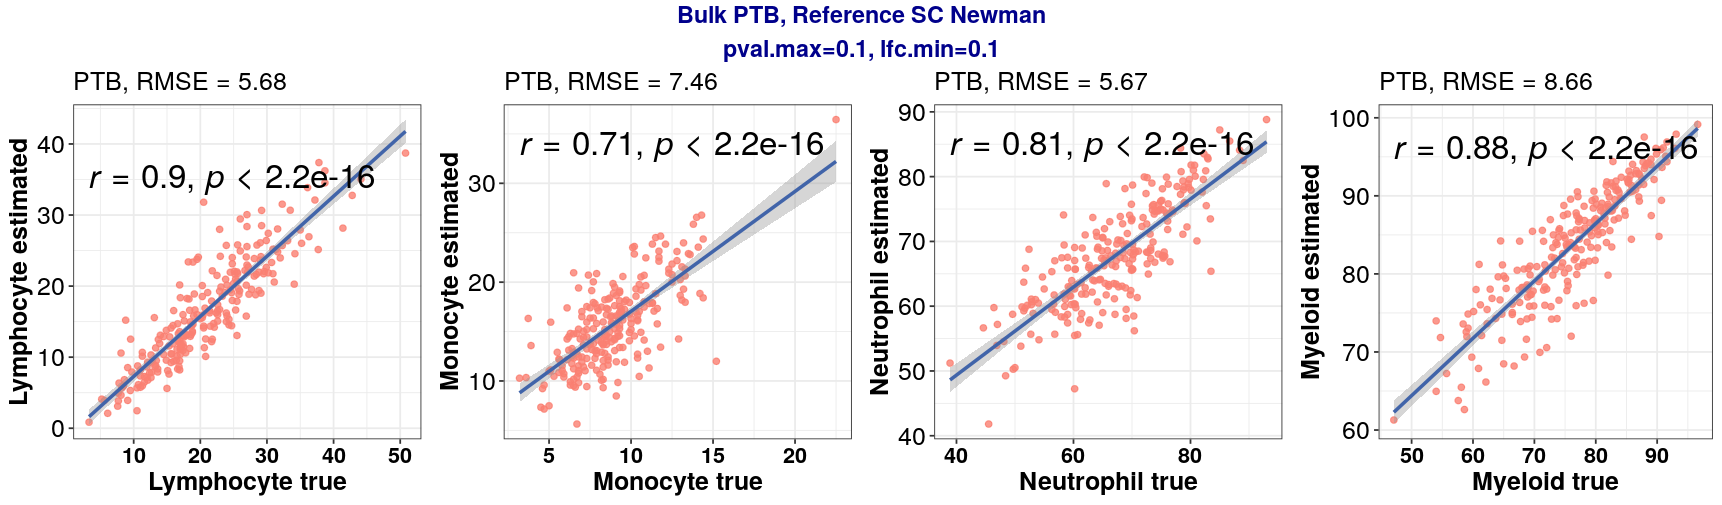 Bulk PTB, Reference SC Newman
pval.max=0.1, lfc.min=0.1
PTB, RMSE = 5.68
r = 0.9, p < 2.2e-16
Lymphocyte estimated
40
30
20
10
0
10 20 30 40 50
Lymphocyte true
PTB, RMSE = 7.46
r = 0.71, p < 2.2e-16
Monocyte estimated
30
20
10
5 10 15 20
Monocyte true
PTB, RMSE = 5.67
r = 0.81, p < 2.2e-16
Neutrophil estimated
90
80
70
60
50
40
40 60 80
Neutrophil true
PTB, RMSE = 8.66
r = 0.88, p < 2.2e-16
Myeloid estimated
100
90
80
70
60
50 60 70 80 90
Myeloid true